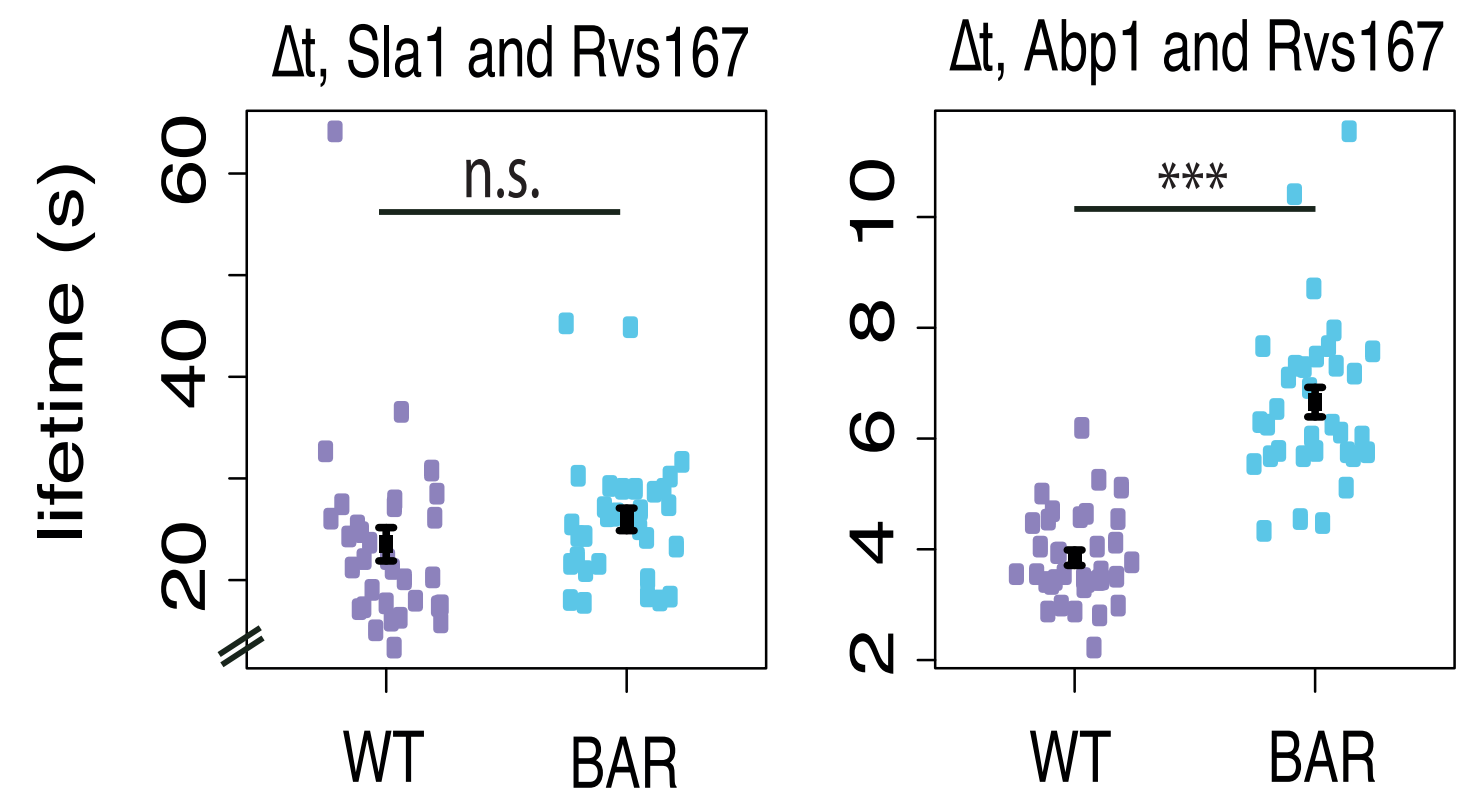 Δt, Sla1 and Rvs167
lifetime (s)
60
40
20
n.s.
WT
BAR
Δt, Abp1 and Rvs167
10
8
6
4
2
***
WT
BAR